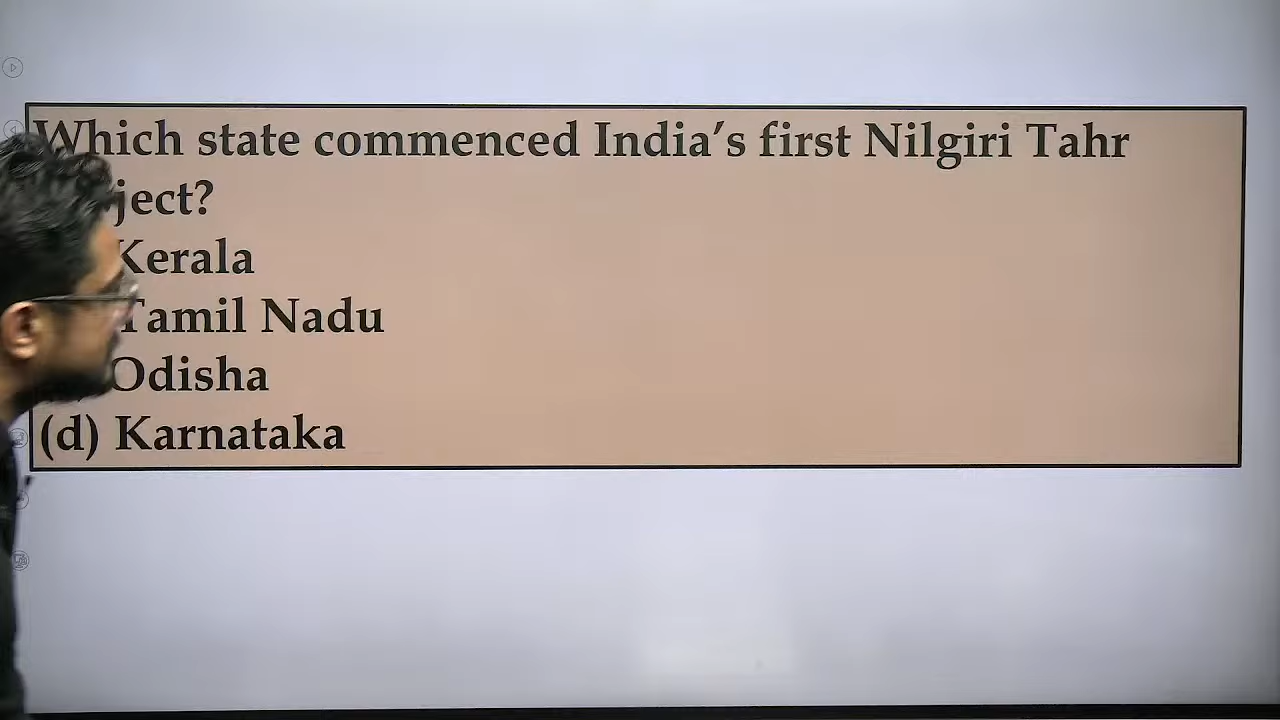 Which state commenced India's first Nilgiri Tahr
ject?
Kerala
Tamil Nadu
Odisha
(d) Karnataka